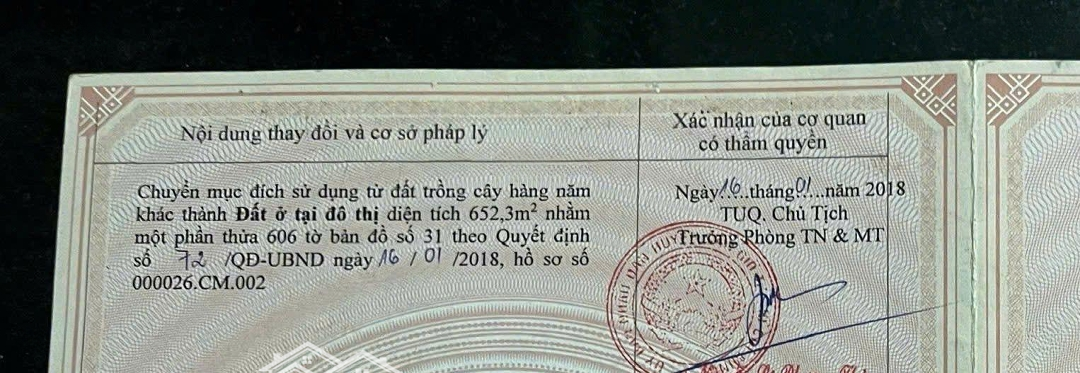 Nội dung thay đổi và cơ sở pháp lý
Xác nhận của cơ quan
có thẩm quyền
Chuyển mục đích sử dụng từ đất trồng cây hàng năm
khác thành Đất ở tại đô thị diện tích 652,3m² nhằm
một phần thửa 606 tờ bản đồ số 31 theo Quyết định
số 72 /QĐ-UBND ngày 16 / 01 /2018, hồ sơ số
000026.CM.002
Ngày 16 tháng 01 năm 2018
TUQ. Chủ Tịch
Trưởng Phòng TN & MT